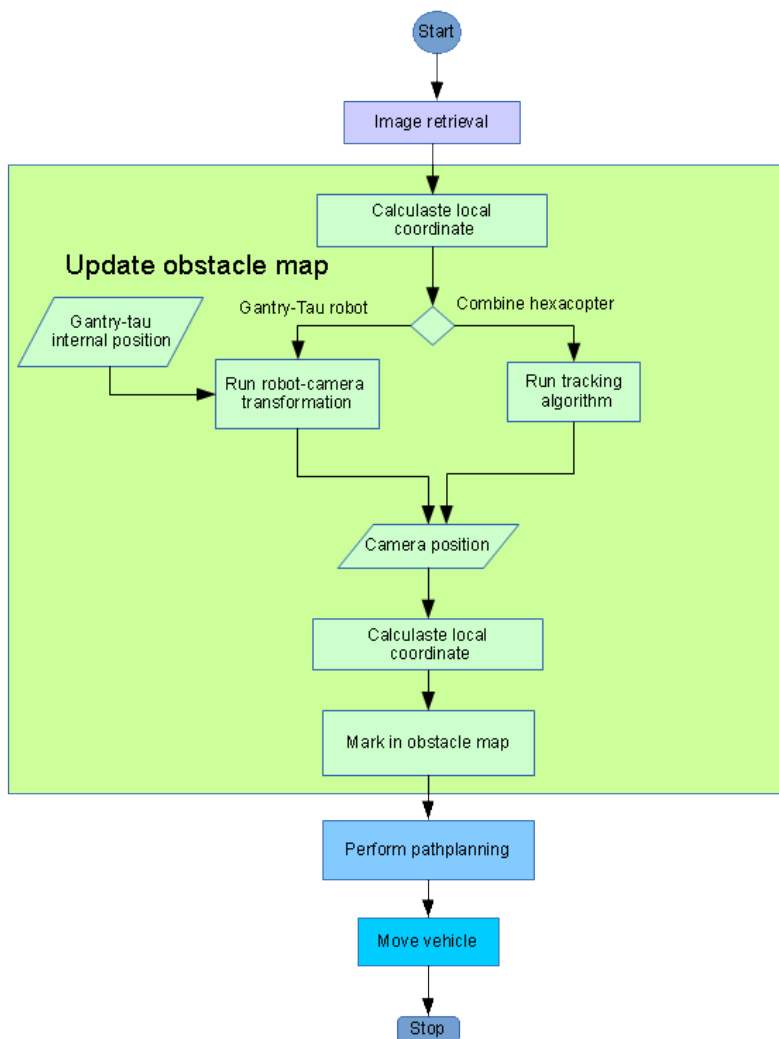 Start
Image retrieval
Calculaste local
coordinate
Update obstacle map
Gantry-Tau robot
Combine hexacopter
Gantry-tau
internal position
Run robot-camera
transformation
Run tracking
algorithm
Camera position
Calculaste local
coordinate
Mark in obstacle map
Perform pathplanning
Move vehicle
Stop